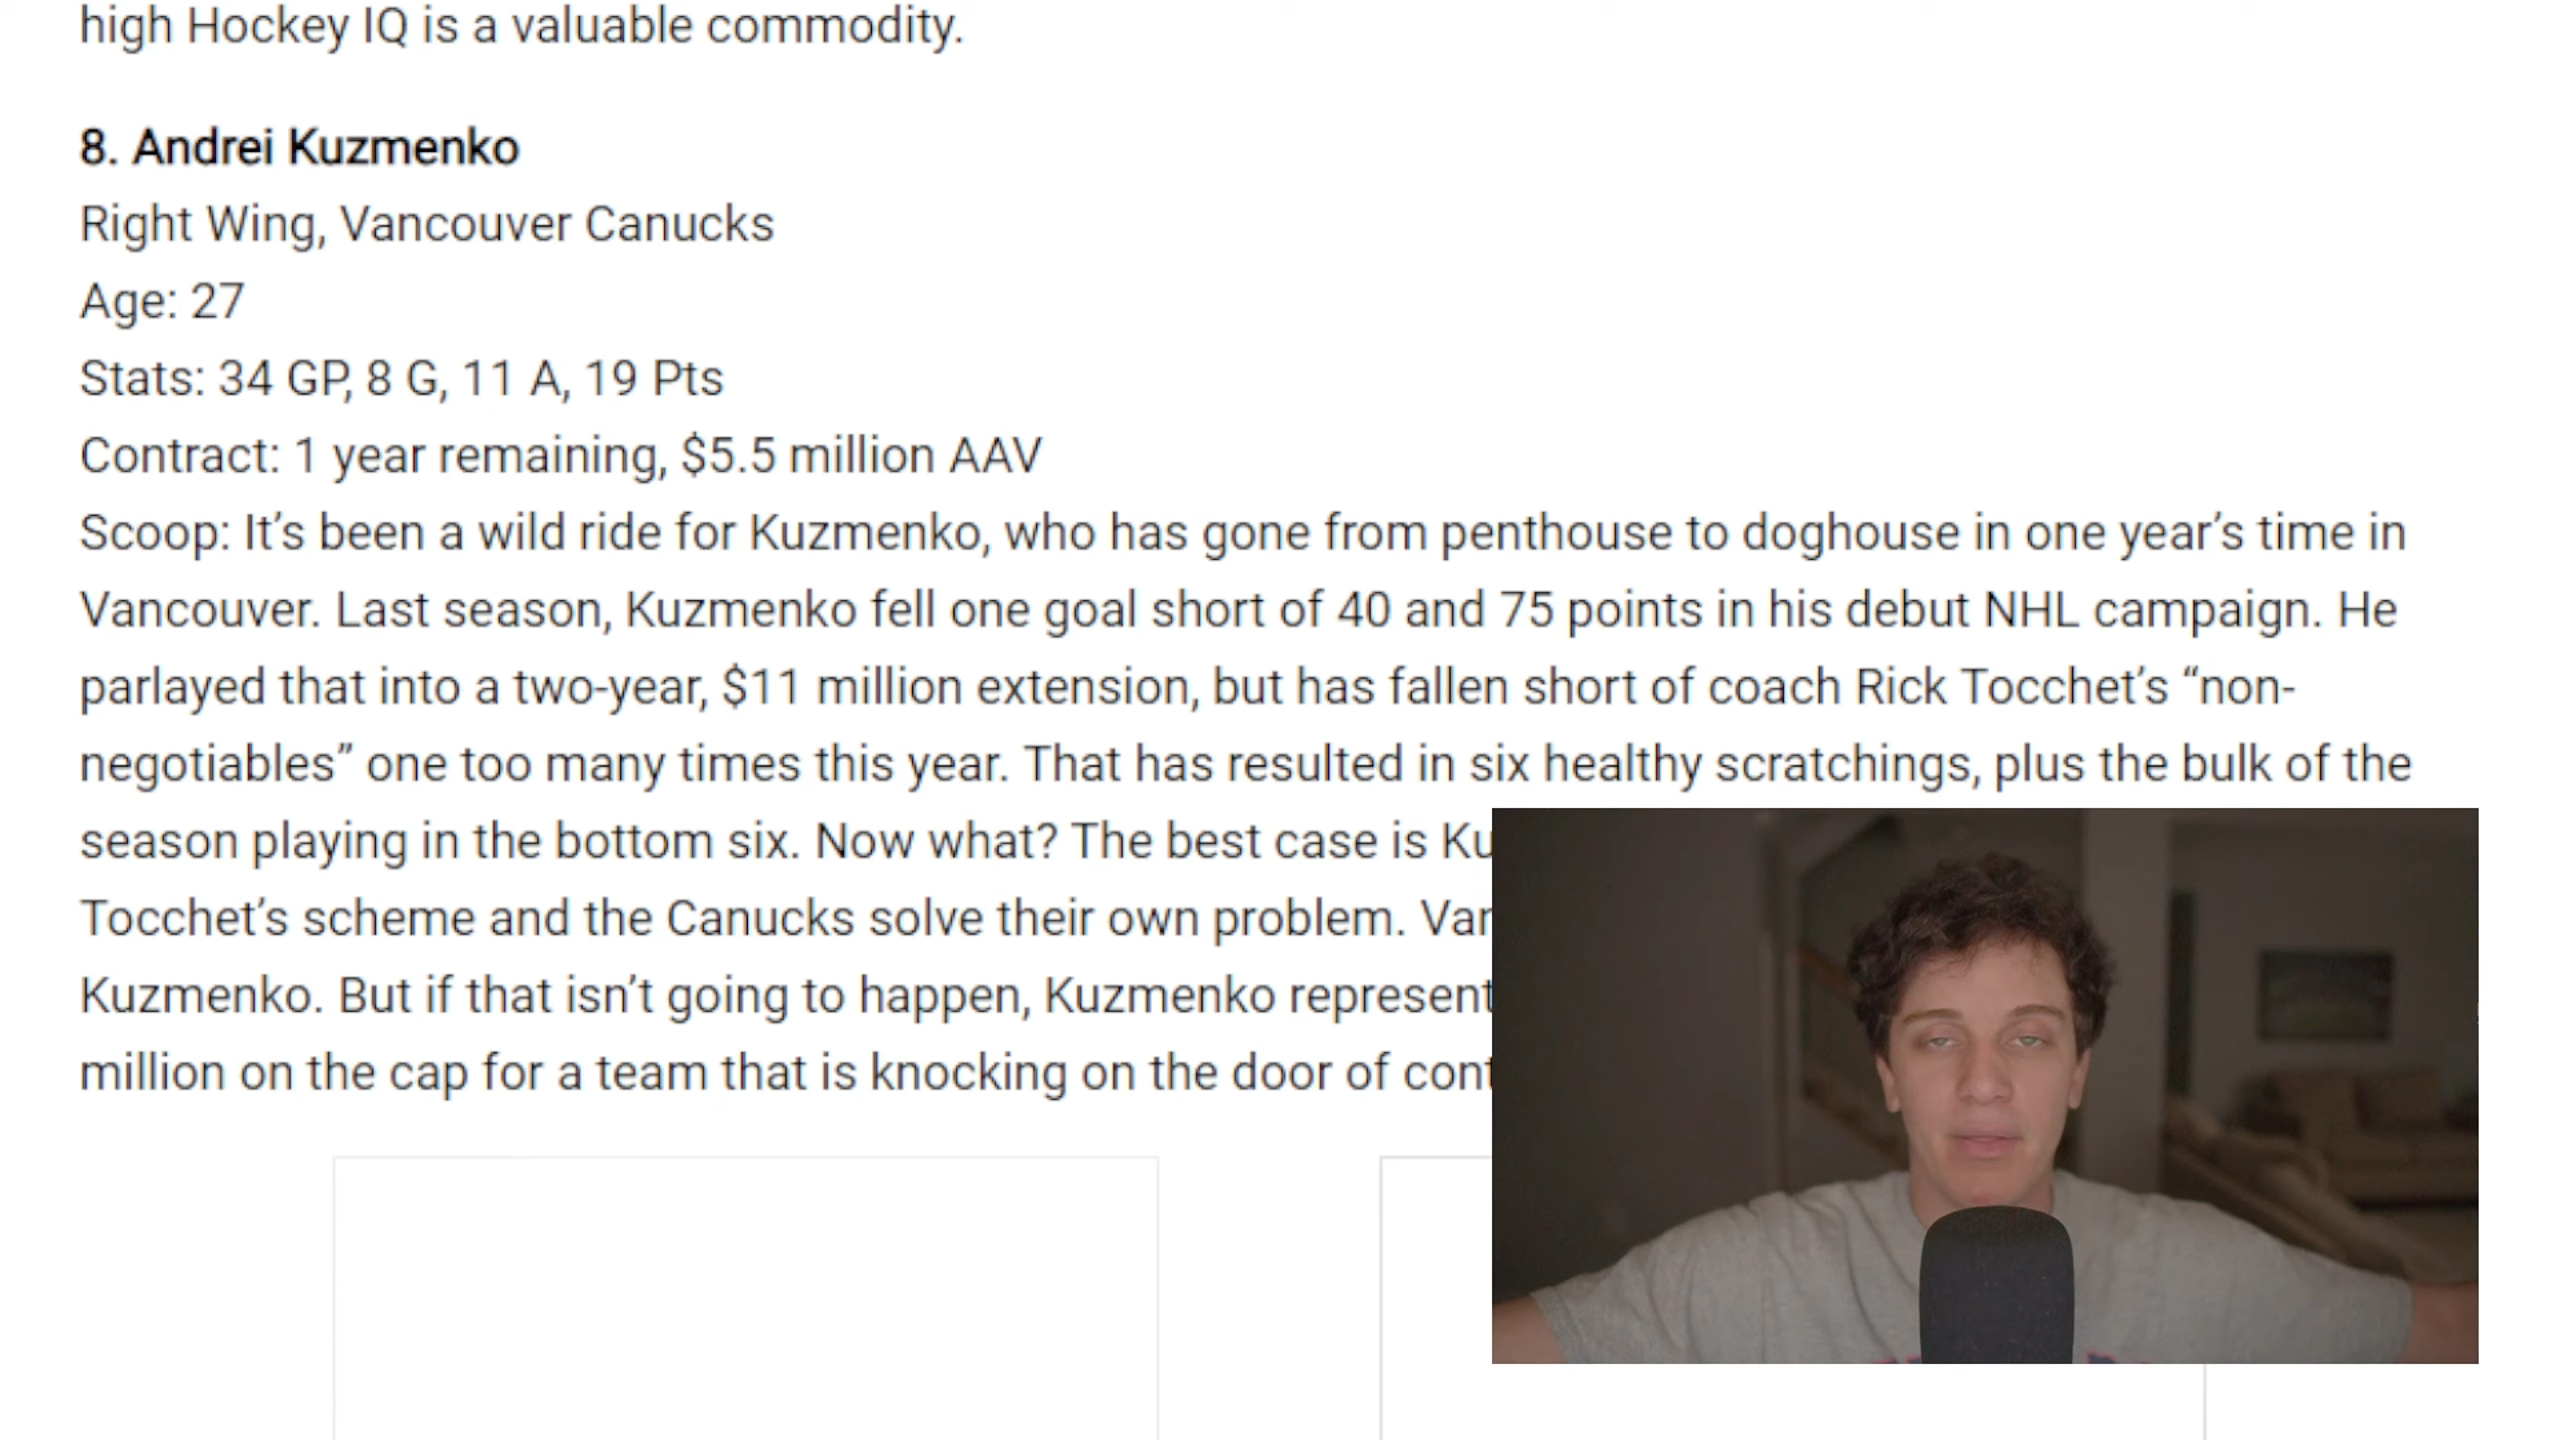 high Hockey IQ is a valuable commodity.
8. Andrei Kuzmenko
Right Wing, Vancouver Canucks
Age: 27
Stats: 34 GP, 8 G, 11 A, 19 Pts
Contract: 1 year remaining, $5.5 million AAV
Scoop: It’s been a wild ride for Kuzmenko, who has gone from penthouse to doghouse in one year’s time in
Vancouver. Last season, Kuzmenko fell one goal short of 40 and 75 points in his debut NHL campaign. He
parlayed that into a two-year, $11 million extension, but has fallen short of coach Rick Tocchet’s “non-
negotiables” one too many times this year. That has resulted in six healthy scratchings, plus the bulk of the
season playing in the bottom six. Now what? The best case is Ku
Tocchet’s scheme and the Canucks solve their own problem.
Kuzmenko. But if that isn’t going to happen, Kuzmenko represent
million on the cap for a team that is knocking on the door of cont